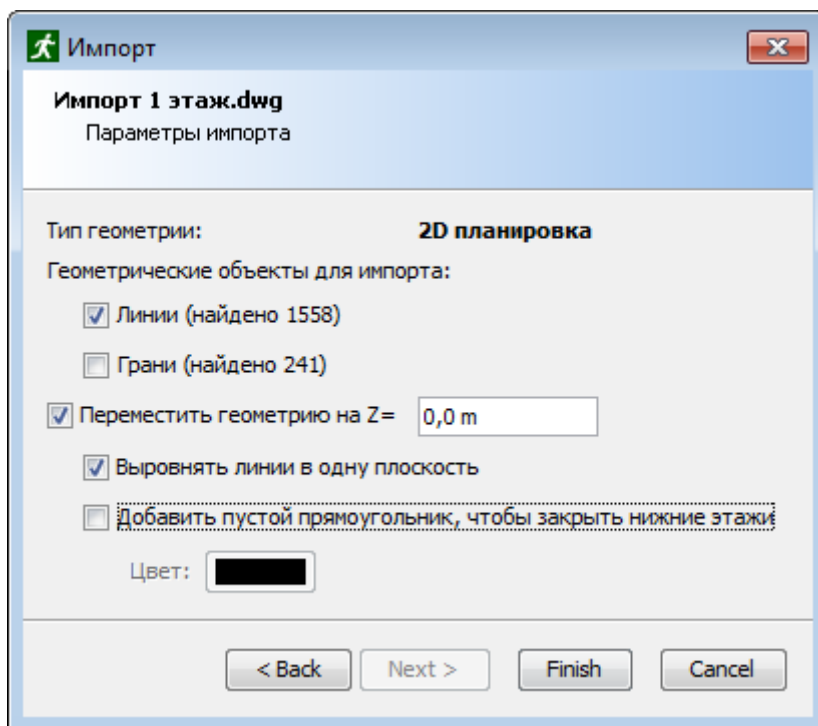 Импорт
Импорт 1 этаж.dwg
Параметры импорта
Тип геометрии: 2D планировка
Геометрические объекты для импорта:
Линии (найдено 1558)
Грани (найдено 241)
Переместить геометрию на Z= 0,0 m
Выровнять линии в одну плоскость
Добавить пустой прямоугольник, чтобы закрыть нижние этажи
Цвет:
< Back Next > Finish Cancel